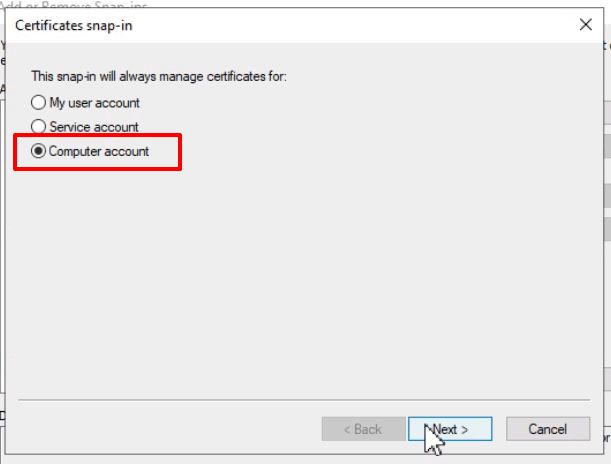 Add or Remove Snap-ins
Certificates snap-in
This snap-in will always manage certificates for:
My user account
Service account
Computer account
< Back
Next >
Cancel